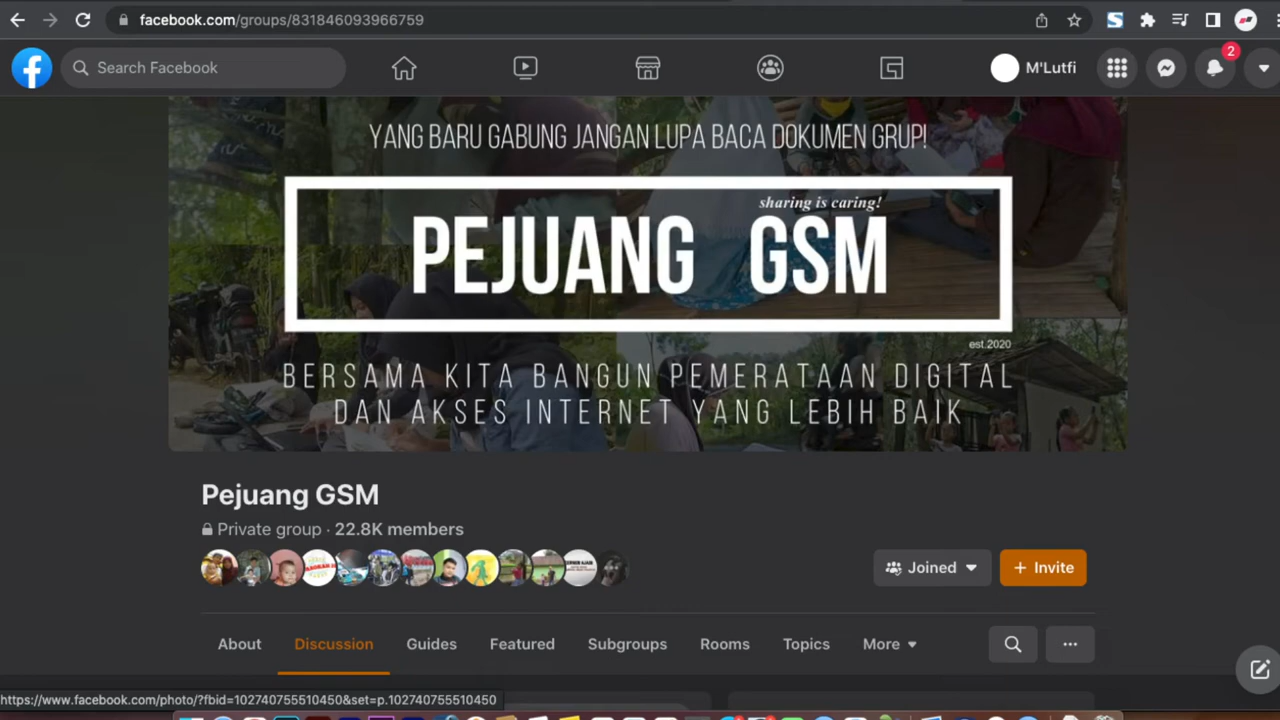 facebook.com/groups/831846093966759
Search Facebook
M'Lutfi
2
YANG BARU GABUNG JANGAN LUPA BACA DOKUMEN GRUP!
sharing is caring!
PEJUANG GSM
est.2020
BERSAMA KITA BANGUN PEMERATAAN DIGITAL
DAN AKSES INTERNET YANG LEBIH BAIK
Pejuang GSM
Private group · 22.8K members
Joined
+ Invite
About Discussion Guides Featured Subgroups Rooms Topics More
https://www.facebook.com/photo/?fbid=102740755510450&set=p.102740755510450